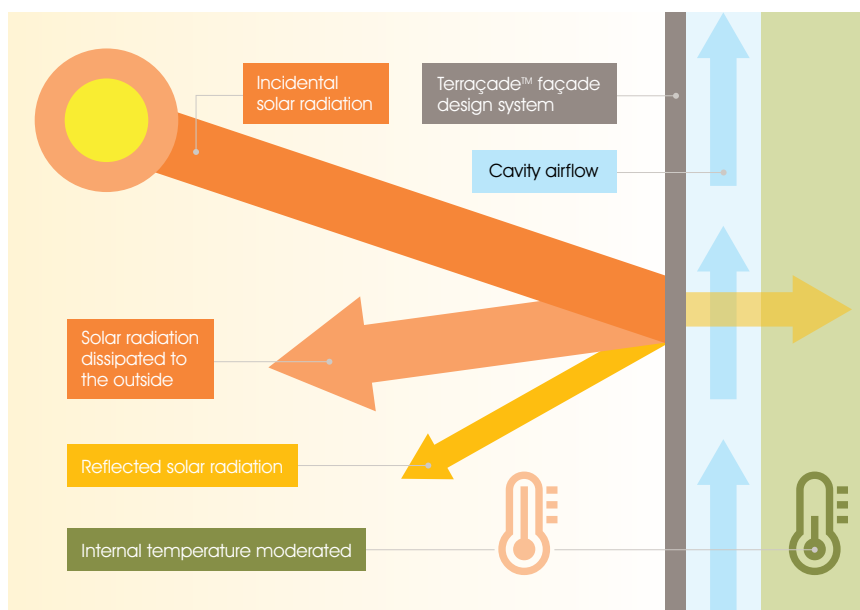 Incidental
solar radiation
Terraçade™ façade
design system
Cavity airflow
Solar radiation
dissipated to
the outside
Reflected solar radiation
Internal temperature moderated